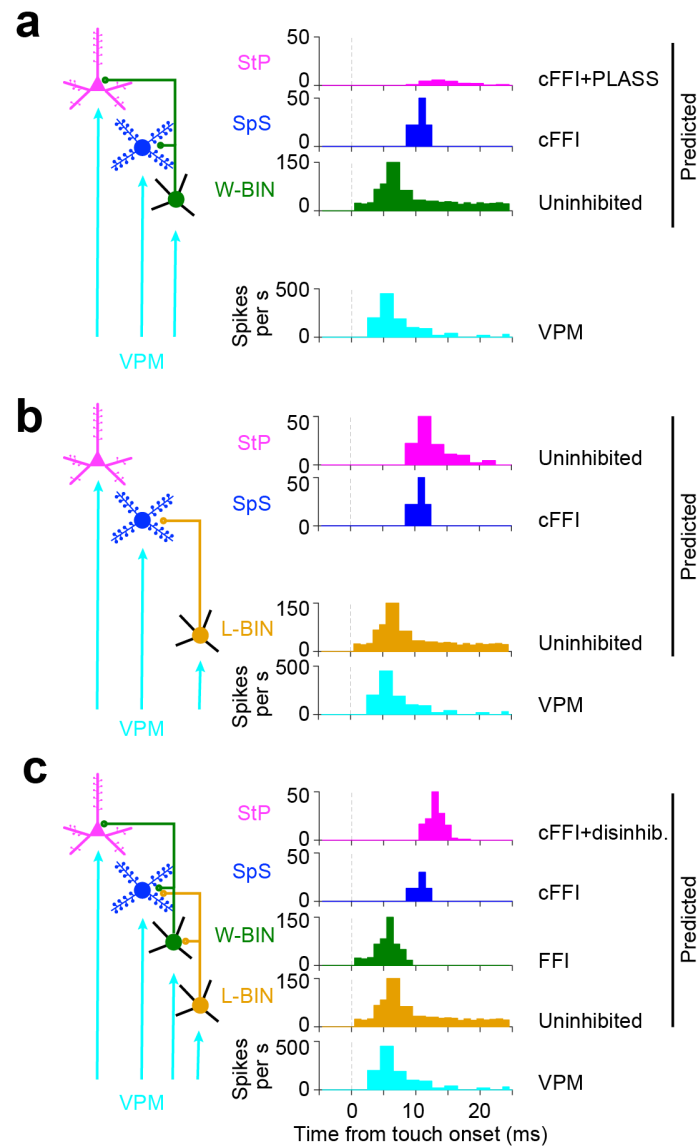 a
StP
50
0
cFFI+PLASS
SpS
50
0
cFFI
W-BIN
150
0
Uninhibited
Predicted
Spikes
per s
500
0
VPM
VPM
b
StP
50
0
Uninhibited
SpS
50
0
cFFI
L-BIN
150
0
Uninhibited
Predicted
Spikes
per s
500
0
VPM
VPM
c
StP
50
0
cFFI+disinhib.
SpS
50
0
cFFI
W-BIN
150
0
FFI
L-BIN
150
0
Uninhibited
Predicted
Spikes
per s
500
0
VPM
VPM
0 10 20
Time from touch onset (ms)